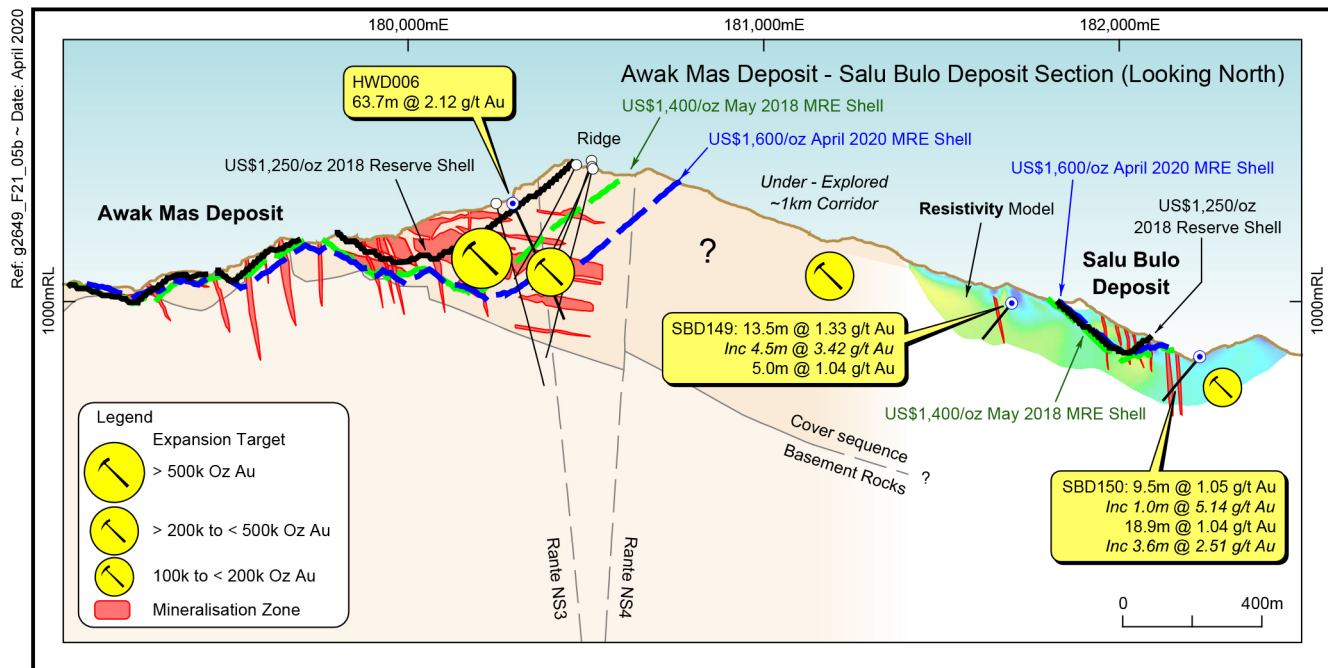 Ref: g2649_F21_05b ~ Date: April 2020
180,000mE
181,000mE
182,000mE
Awak Mas Deposit - Salu Bulo Deposit Section (Looking North)
HWD006
63.7m @ 2.12 g/t Au
US$1,400/oz May 2018 MRE Shell
Ridge
US$1,600/oz April 2020 MRE Shell
US$1,250/oz 2018 Reserve Shell
Awak Mas Deposit
Under - Explored
~1km Corridor
US$1,600/oz April 2020 MRE Shell
Resistivity Model
US$1,250/oz
2018 Reserve Shell
Salu Bulo
Deposit
?
1000mRL
1000mRL
SBD149: 13.5m @ 1.33 g/t Au
Inc 4.5m @ 3.42 g/t Au
5.0m @ 1.04 g/t Au
US$1,400/oz May 2018 MRE Shell
Cover sequence
Basement Rocks
?
SBD150: 9.5m @ 1.05 g/t Au
Inc 1.0m @ 5.14 g/t Au
18.9m @ 1.04 g/t Au
Inc 3.6m @ 2.51 g/t Au
Rante NS3
Rante NS4
Legend
Expansion Target
> 500k Oz Au
> 200k to < 500k Oz Au
100k to < 200k Oz Au
Mineralisation Zone
0
400m